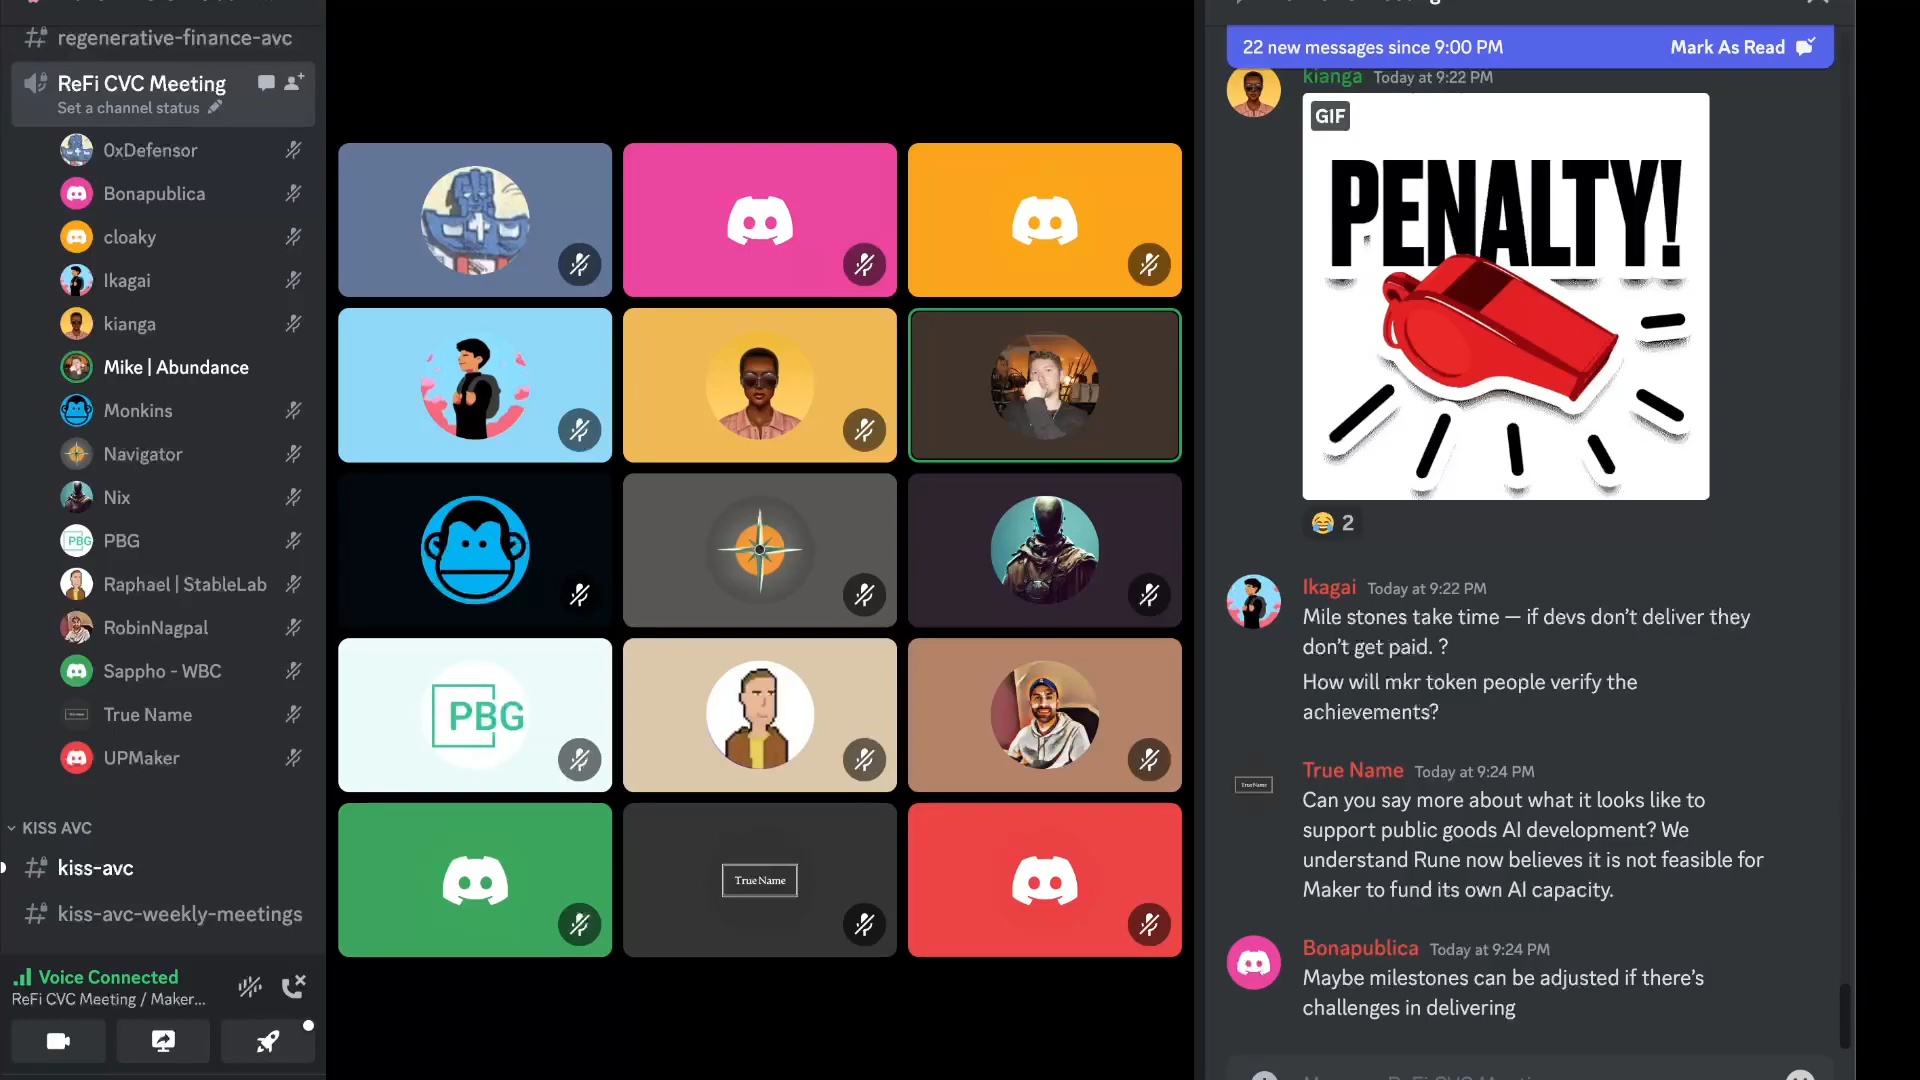 regenerative-finance-avc
ReFi CVC Meeting
Set a channel status
0xDefensor
Bonapublica
cloaky
Ikagai
kianga
Mike | Abundance
Monkins
Navigator
Nix
PBG
PBG
Raphael | StableLab
RobinNagpal
Sappho - WBC
True Name
UPMaker
KISS AVC
kiss-avc
kiss-avc-weekly-meetings
Voice Connected
ReFi CVC Meeting / Maker...
PBG
True Name
22 new messages since 9:00 PM
Mark As Read
kianga Today at 9:22 PM
GIF
PENALTY!
2
Ikagai Today at 9:22 PM
Mile stones take time — if devs don’t deliver they
don’t get paid. ?
How will mkr token people verify the
achievements?
True Name Today at 9:24 PM
True Name
Can you say more about what it looks like to
support public goods AI development? We
understand Rune now believes it is not feasible for
Maker to fund its own AI capacity.
Bonapublica Today at 9:24 PM
Maybe milestones can be adjusted if there’s
challenges in delivering